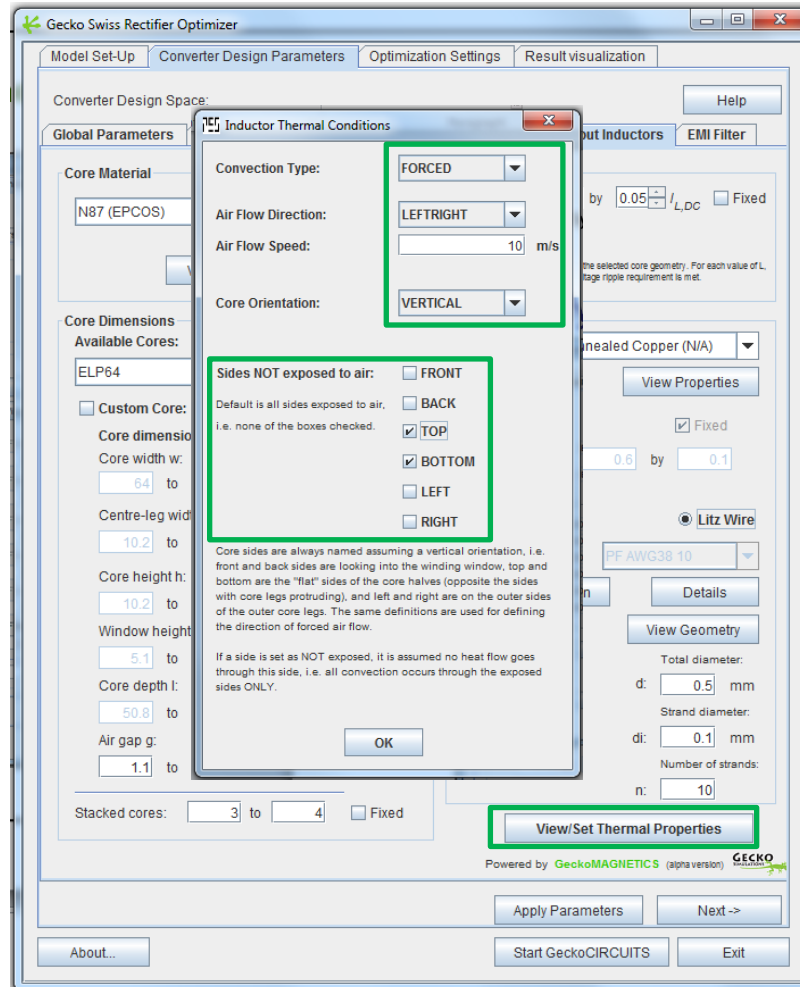 Gecko Swiss Rectifier Optimizer
Model Set-Up
Converter Design Parameters
Optimization Settings
Result visualization
Converter Design Space:
Help
Global Parameters
out Inductors
EMI Filter
Core Material
N87 (EPCOS)
by 0.05 I L,DC Fixed
the selected core geometry. For each value of L,
tage ripple requirement is met.
Core Dimensions
Available Cores:
ELP64
Custom Core:
Core dimensio
Core width w:
64 to
Centre-leg widt
10.2 to
Core height h:
10.2 to
Window height
5.1 to
Core depth l:
50.8 to
Air gap g:
1.1 to
Stacked cores: 3 to 4 Fixed
Inductor Thermal Conditions
Convection Type: FORCED
Air Flow Direction: LEFTRIGHT
Air Flow Speed: 10 m/s
Core Orientation: VERTICAL
Sides NOT exposed to air:
Default is all sides exposed to air,
i.e. none of the boxes checked.
FRONT
BACK
TOP
BOTTOM
LEFT
RIGHT
Core sides are always named assuming a vertical orientation, i.e.
front and back sides are looking into the winding window, top and
bottom are the "flat" sides of the core halves (opposite the sides
with core legs protruding), and left and right are on the outer sides
of the outer core legs. The same definitions are used for defining
the direction of forced air flow.
If a side is set as NOT exposed, it is assumed no heat flow goes
through this side, i.e. all convection occurs through the exposed
sides ONLY.
OK
nnealed Copper (N/A)
View Properties
Fixed
0.6 by 0.1
Litz Wire
PF AWG38 10
n
Details
View Geometry
Total diameter:
d: 0.5 mm
Strand diameter:
di: 0.1 mm
Number of strands:
n: 10
View/Set Thermal Properties
Powered by GeckoMAGNETICS (alpha version) GECKO
Apply Parameters
Next ->
About...
Start GeckoCIRCUITS
Exit